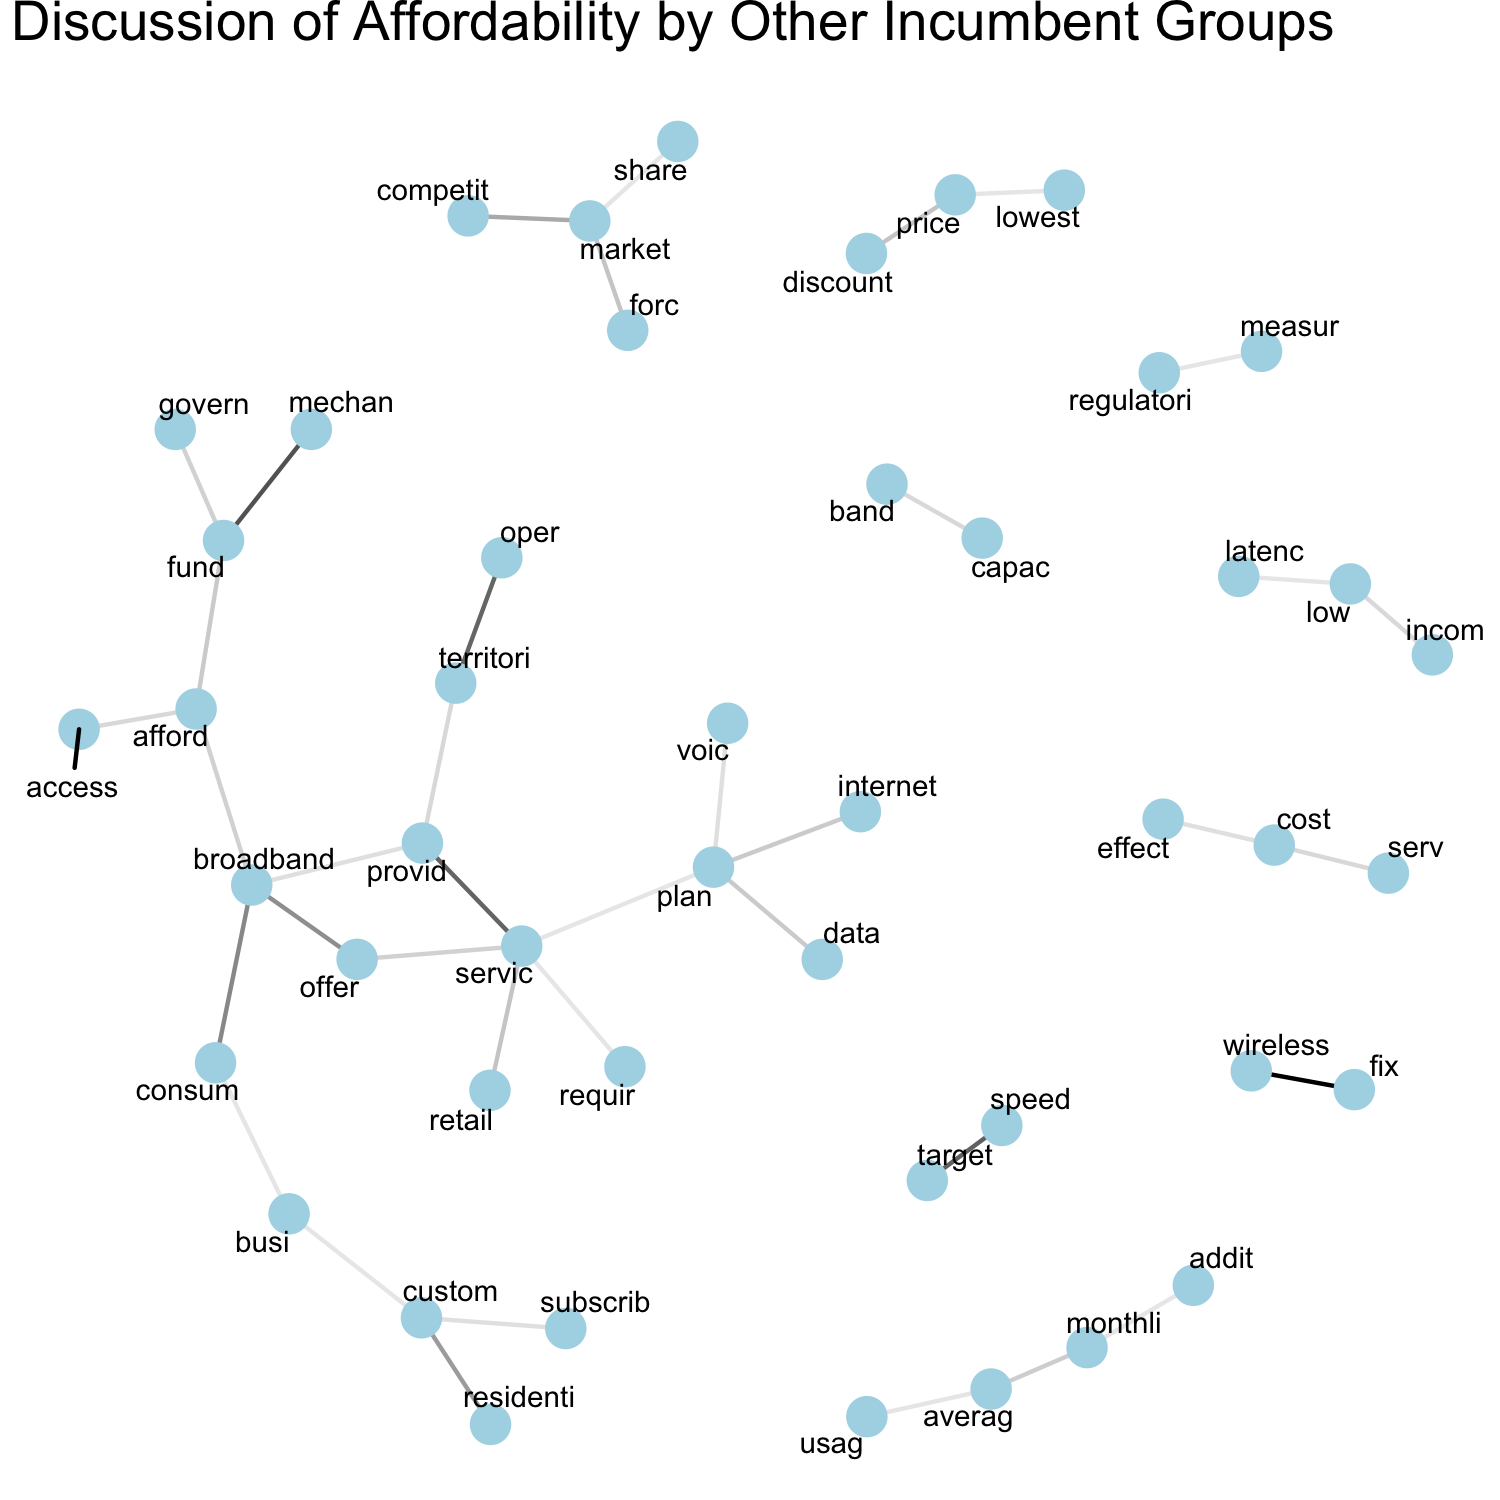 Discussion of Affordability by Other Incumbent Groups
share
competit
market
forc
price
lowest
discount
measur
regulatori
govern
mechan
fund
band
capac
oper
latenc
low
incom
territori
afford
access
voic
internet
broadband
provid
plan
data
offer
servic
effect
cost
serv
consum
retail
requir
wireless
fix
speed
target
busi
custom
subscrib
residenti
addit
monthli
averag
usag